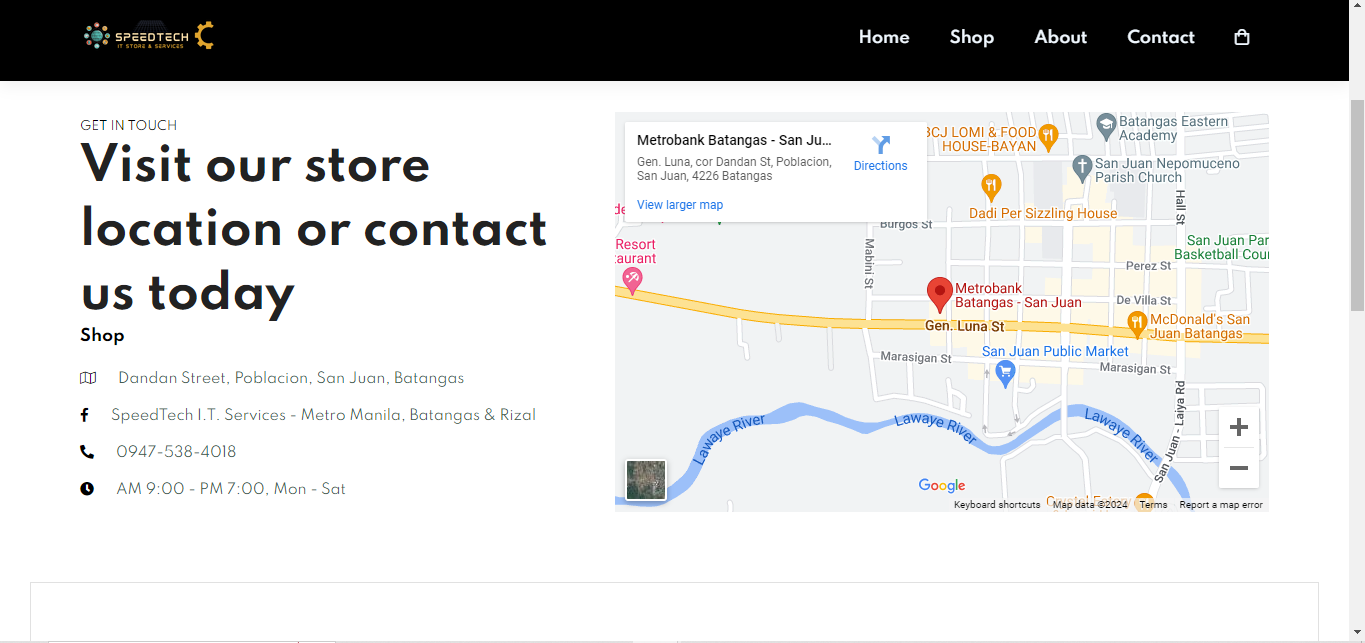 SPEEDTECH
IT STORE & SERVICES
Home
Shop
About
Contact
GET IN TOUCH
Visit our store
location or contact
us today
Shop
Dandan Street, Poblacion, San Juan, Batangas
SpeedTech I.T. Services - Metro Manila, Batangas & Rizal
0947-538-4018
AM 9:00 - PM 7:00, Mon - Sat
Metrobank Batangas - San Ju...
Gen. Luna, cor Dandan St, Poblacion,
San Juan, 4226 Batangas
View larger map
Directions
BCJ LOMI & FOOD
HOUSE-BAYAN
Batangas Eastern
Academy
San Juan Nepomuceno
Parish Church
Dadi Per Sizzling House
Hall St
Burgos St
Resort
taurant
Mabini St
San Juan Par
Basketball Cou
Perez St
Metrobank
Batangas - San Juan
De Villa St
Gen. Luna St
McDonald's San
Juan Batangas
Marasigan St
San Juan Public Market
Marasigan St
Lawaye River
Lawaye River
Lawaye River
San Juan - Laiya Rd
Google
Crystal Eatery
Keyboard shortcuts
Map data ©2024
Terms
Report a map error